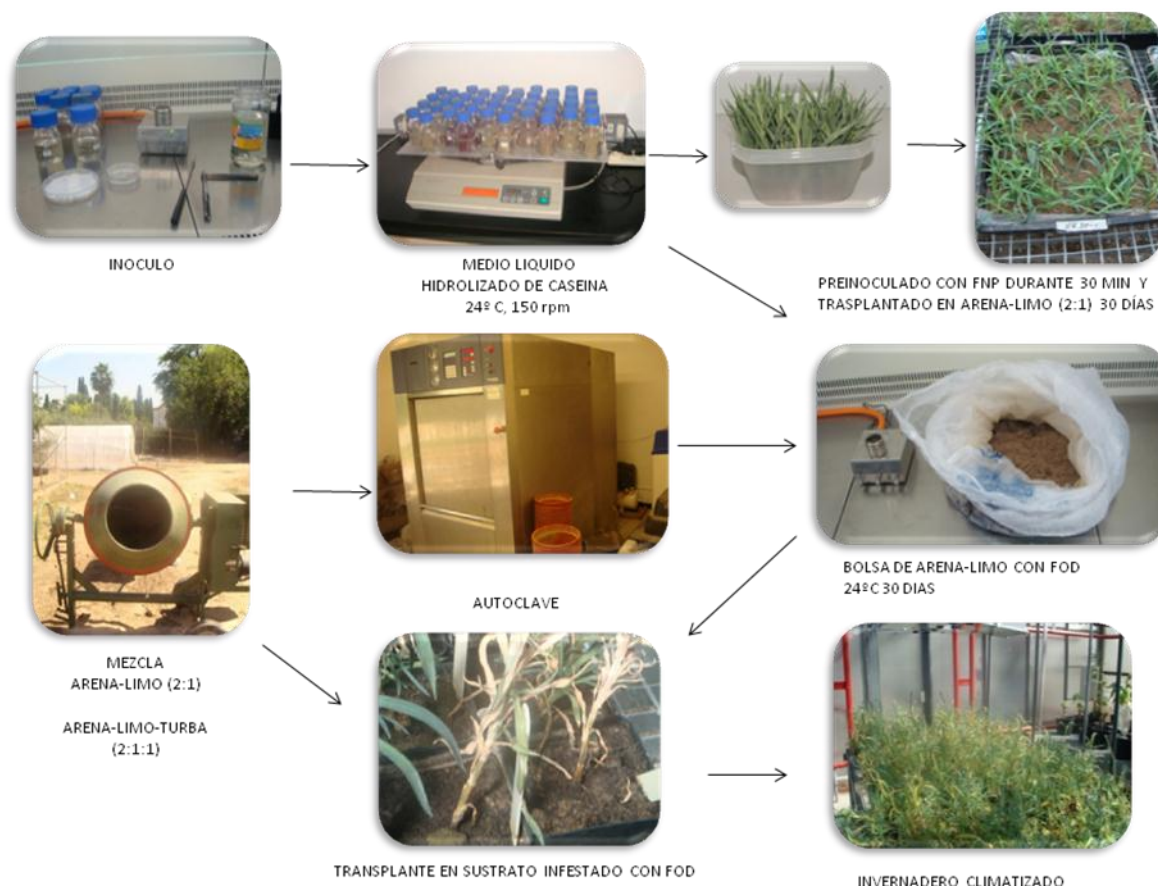 INOCULO
MEDIO LIQUIDO
HIDROLIZADO DE CASEINA
24º C, 150 rpm
PREINOCULADO CON FNP DURANTE 30 MIN Y
TRASPLANTADO EN ARENA-LIMO (2:1) 30 DÍAS
MEZCLA
ARENA-LIMO (2:1)
ARENA-LIMO-TURBA
(2:1:1)
AUTOCLAVE
BOLSA DE ARENA-LIMO CON FOD
24ºC 30 DIAS
TRANSPLANTE EN SUSTRATO INFESTADO CON FOD
INVERNADERO CLIMATIZADO